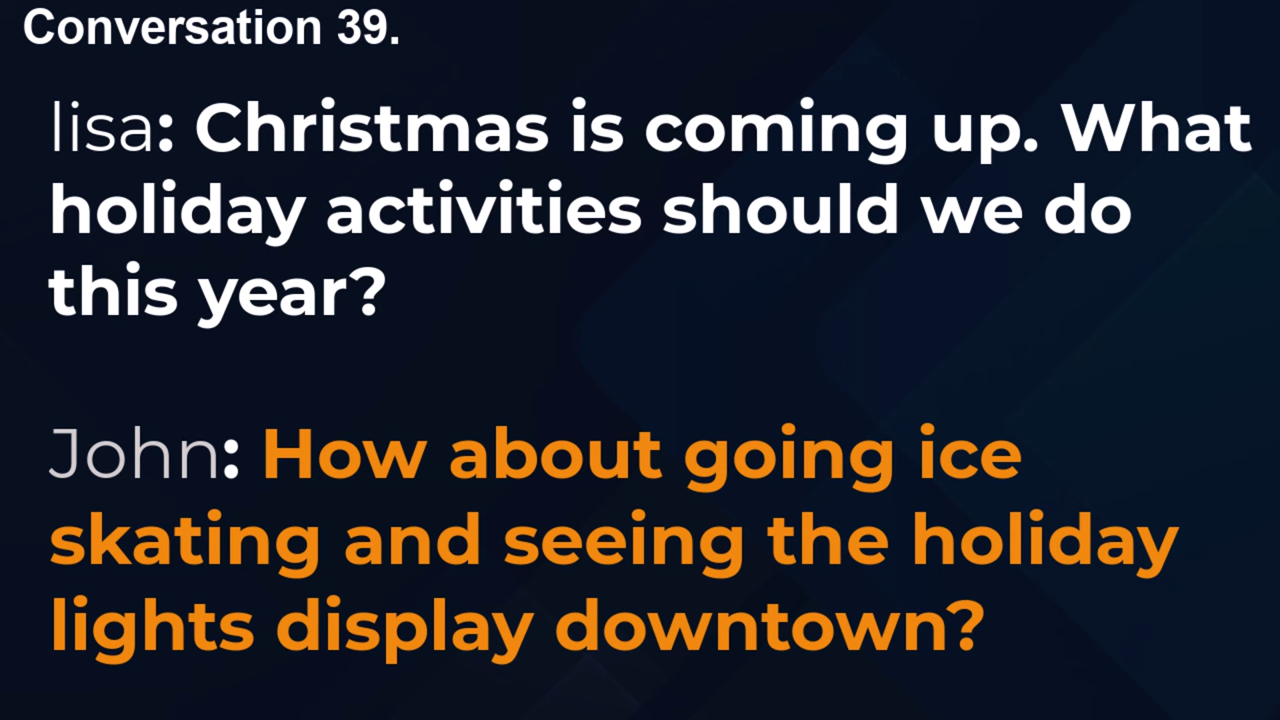 Conversation 39.
lisa: Christmas is coming up. What
holiday activities should we do
this year?
John: How about going ice
skating and seeing the holiday
lights display downtown?